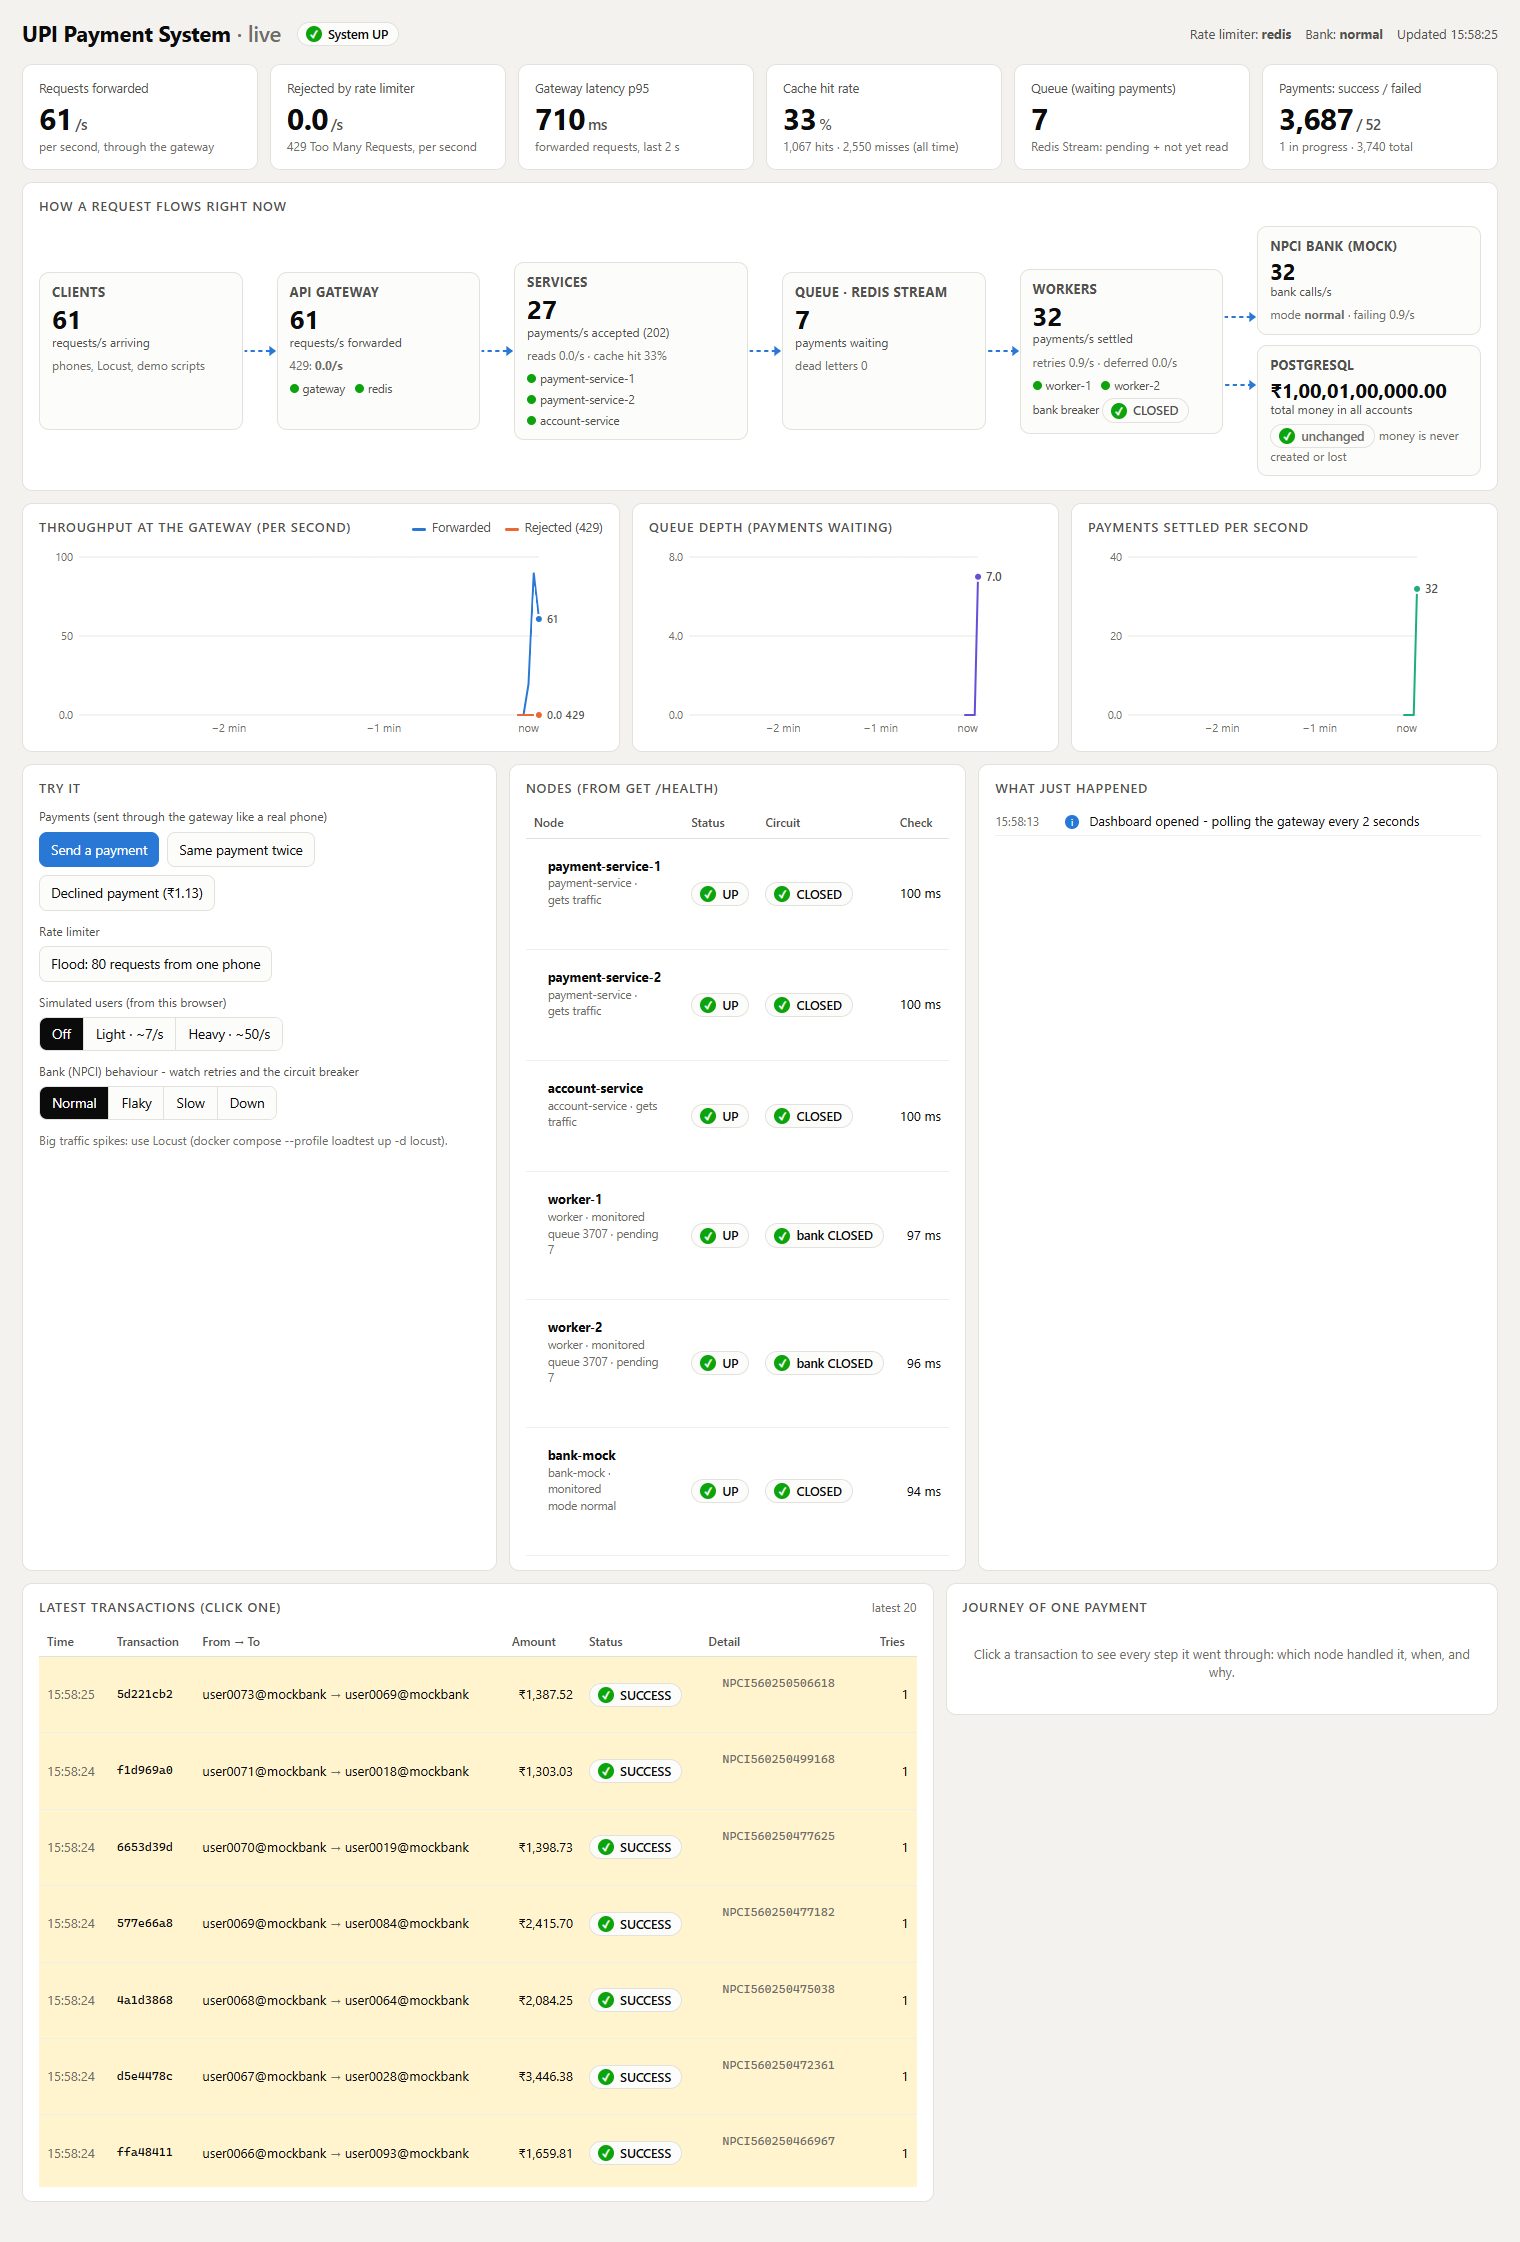 UPI Payment System · live
System UP
Rate limiter: redis Bank: normal Updated 15:58:25
Requests forwarded
61 /s
per second, through the gateway
Rejected by rate limiter
0.0 /s
429 Too Many Requests, per second
Gateway latency p95
710 ms
forwarded requests, last 2 s
Cache hit rate
33 %
1,067 hits · 2,550 misses (all time)
Queue (waiting payments)
7
Redis Stream: pending + not yet read
Payments: success / failed
3,687 / 52
1 in progress · 3,740 total
HOW A REQUEST FLOWS RIGHT NOW
CLIENTS
61
requests/s arriving
phones, Locust, demo scripts
API GATEWAY
61
requests/s forwarded
429: 0.0/s
gateway redis
SERVICES
27
payments/s accepted (202)
reads 0.0/s · cache hit 33%
payment-service-1
payment-service-2
account-service
QUEUE · REDIS STREAM
7
payments waiting
dead letters 0
WORKERS
32
payments/s settled
retries 0.9/s · deferred 0.0/s
worker-1 worker-2
bank breaker CLOSED
NPCI BANK (MOCK)
32
bank calls/s
mode normal · failing 0.9/s
POSTGRESQL
₹1,00,01,00,000.00
total money in all accounts
unchanged money is never
created or lost
THROUGHPUT AT THE GATEWAY (PER SECOND)
Forwarded Rejected (429)
100
50
0.0
61
0.0 429
−2 min −1 min now
QUEUE DEPTH (PAYMENTS WAITING)
8.0
4.0
0.0
7.0
−2 min −1 min now
PAYMENTS SETTLED PER SECOND
40
20
0.0
32
−2 min −1 min now
TRY IT
Payments (sent through the gateway like a real phone)
Send a payment Same payment twice
Declined payment (₹1.13)
Rate limiter
Flood: 80 requests from one phone
Simulated users (from this browser)
Off Light · ~7/s Heavy · ~50/s
Bank (NPCI) behaviour - watch retries and the circuit breaker
Normal Flaky Slow Down
Big traffic spikes: use Locust (docker compose --profile loadtest up -d locust).
NODES (FROM GET /HEALTH)
Node Status Circuit Check
payment-service-1
payment-service ·
gets traffic
UP CLOSED 100 ms
payment-service-2
payment-service ·
gets traffic
UP CLOSED 100 ms
account-service
account-service · gets
traffic
UP CLOSED 100 ms
worker-1
worker · monitored
queue 3707 · pending
7
UP bank CLOSED 97 ms
worker-2
worker · monitored
queue 3707 · pending
7
UP bank CLOSED 96 ms
bank-mock
bank-mock ·
monitored
mode normal
UP CLOSED 94 ms
WHAT JUST HAPPENED
15:58:13 Dashboard opened - polling the gateway every 2 seconds
LATEST TRANSACTIONS (CLICK ONE)
latest 20
Time Transaction From → To Amount Status Detail Tries
15:58:25 5d221cb2 user0073@mockbank → user0069@mockbank ₹1,387.52 SUCCESS NPCI560250506618 1
15:58:24 f1d969a0 user0071@mockbank → user0018@mockbank ₹1,303.03 SUCCESS NPCI560250499168 1
15:58:24 6653d39d user0070@mockbank → user0019@mockbank ₹1,398.73 SUCCESS NPCI560250477625 1
15:58:24 577e66a8 user0069@mockbank → user0084@mockbank ₹2,415.70 SUCCESS NPCI560250477182 1
15:58:24 4a1d3868 user0068@mockbank → user0064@mockbank ₹2,084.25 SUCCESS NPCI560250475038 1
15:58:24 d5e4478c user0067@mockbank → user0028@mockbank ₹3,446.38 SUCCESS NPCI560250472361 1
15:58:24 ffa48411 user0066@mockbank → user0093@mockbank ₹1,659.81 SUCCESS NPCI560250466967 1
JOURNEY OF ONE PAYMENT
Click a transaction to see every step it went through: which node handled it, when, and
why.